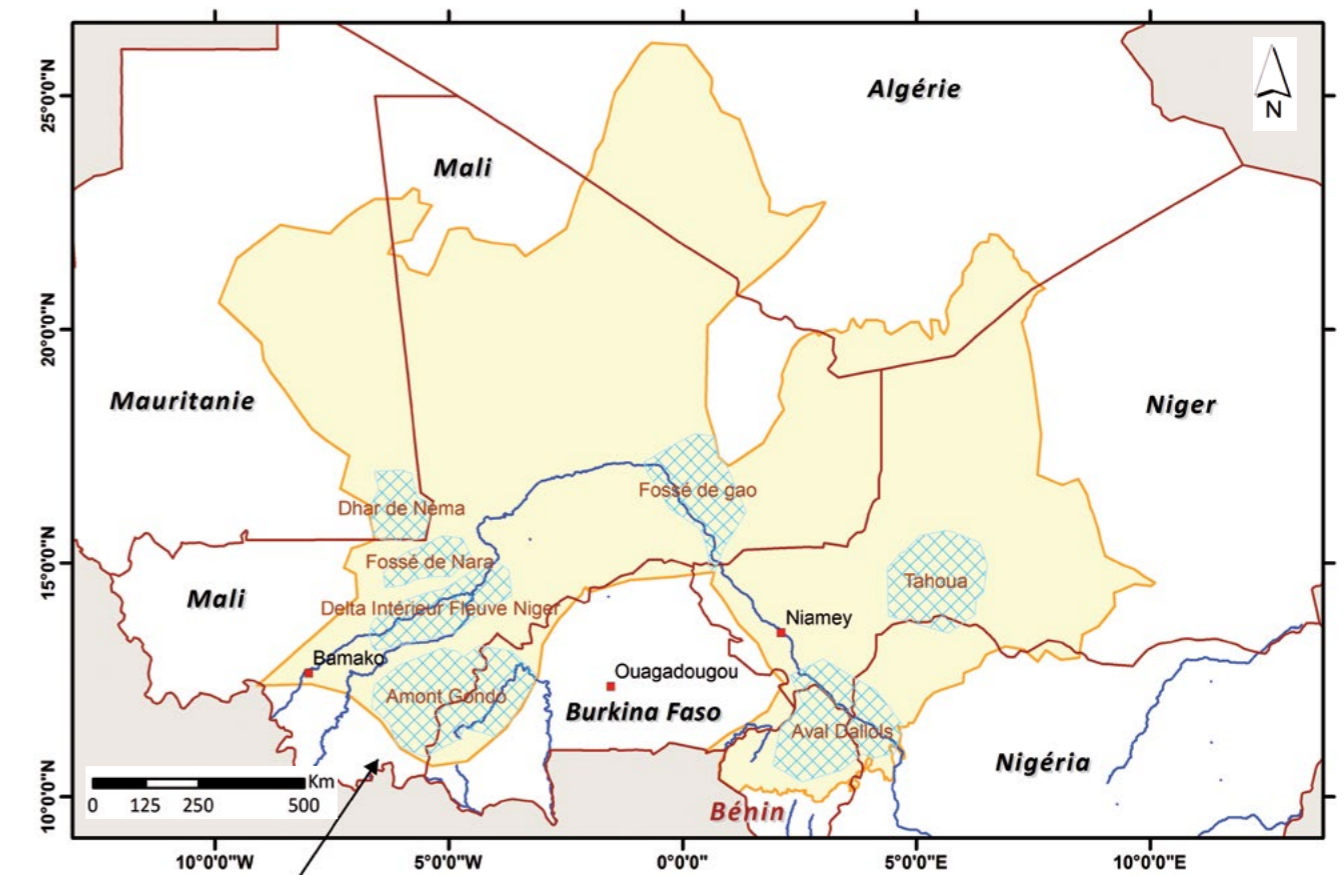 25°0'0"N
Algérie
N
Mali
20°0'0"N
Mauritanie
Niger
Fossé de gao
Dhar de Néma
15°0'0"N
Fossé de Nara
Tahoua
Mali
Delta Intérieur Fleuve Niger
Niamey
Bamako
Ouagadougou
Amont Gondo
Burkina Faso
Aval Dallols
Nigéria
Km
0 125 250 500
10°0'0"N
Bénin
10°0'0"W 5°0'0"W 0°0'0" 5°0'0"E 10°0'0"E